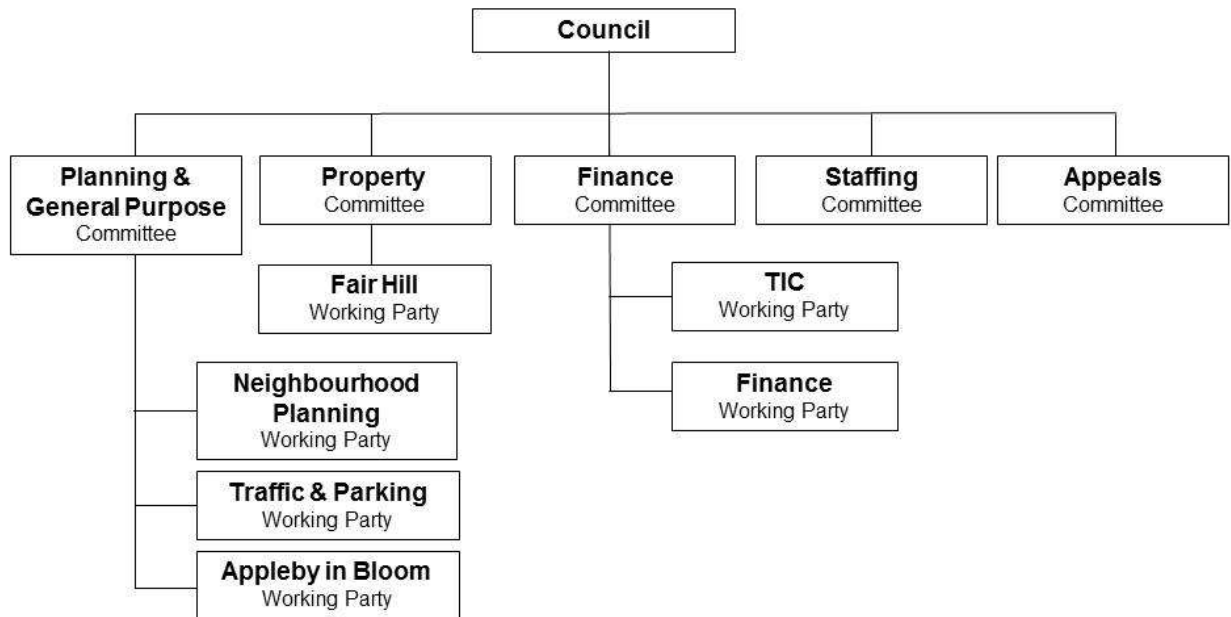 Council
Planning &
General Purpose
Committee
Property
Committee
Finance
Committee
Staffing
Committee
Appeals
Committee
Fair Hill
Working Party
TIC
Working Party
Finance
Working Party
Neighbourhood
Planning
Working Party
Traffic & Parking
Working Party
Appleby in Bloom
Working Party